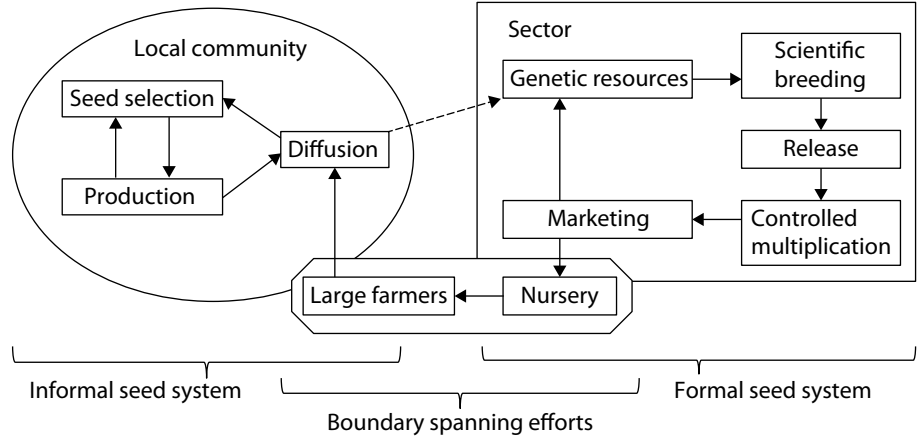 Local community
Seed selection
Diffusion
Production
Sector
Genetic resources
Scientific
breeding
Release
Marketing
Controlled
multiplication
Large farmers
Nursery
Informal seed system
Boundary spanning efforts
Formal seed system